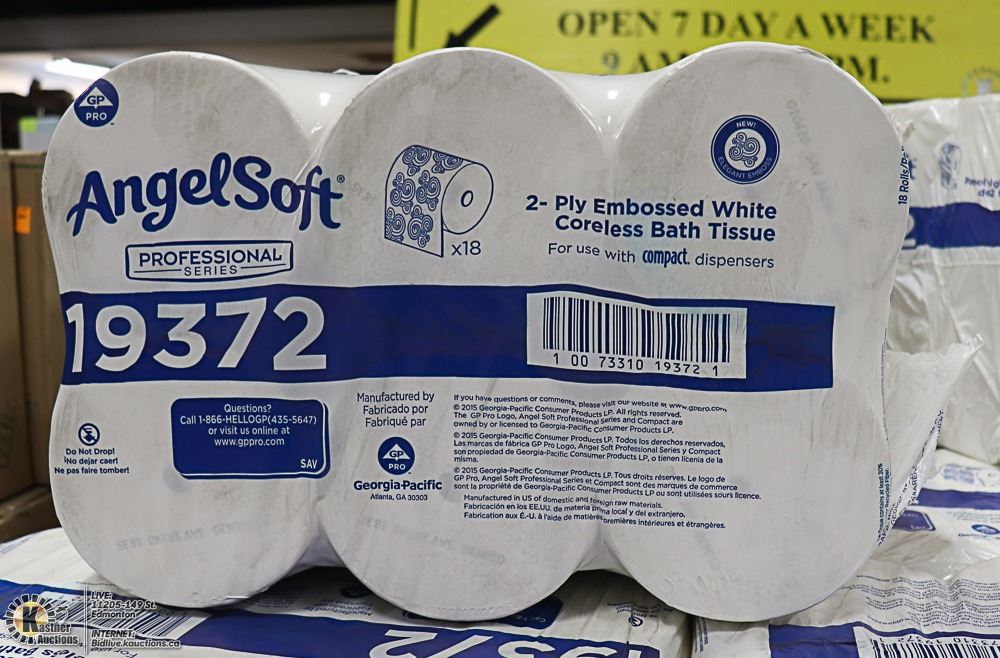 OPEN 7 DAY A WEEK
9 AM PM.
GP
PRO
AngelSoft®
PROFESSIONAL
SERIES
x18
NEW!
ELEGANT EMBOSS
2- Ply Embossed White
Coreless Bath Tissue
For use with compact. dispensers
19372
1 00 73310 19372 1
Do Not Drop!
¡No dejar caer!
Ne pas faire tomber!
Questions?
Call 1-866-HELLOGP(435-5647)
or visit us online at
www.gppro.com
SAV
Manufactured by
Fabricado por
Fabriqué par
GP
PRO
Georgia-Pacific
Atlanta, GA 30303
If you have questions or comments, please visit our website at www.gppro.com,
© 2015 Georgia-Pacific Consumer Products LP. All rights reserved.
The GP Pro Logo, Angel Soft Professional Series and Compact are
owned by or licensed to Georgia-Pacific Consumer Products LP.
© 2015 Georgia-Pacific Consumer Products LP. Todos los derechos reservados,
Las marcas de fábrica GP Pro Logo, Angel Soft Professional Series y Compact
son propiedad de Georgia-Pacific Consumer Products LP, o tienen licencia de la
misma.
© 2015 Georgia-Pacific Consumer Products LP. Tous droits réserves. Le logo de
GP Pro, Angel Soft Professional Series et Compact sont des marques de commerce
sont la propriété de Georgia-Pacific Consumer Products LP ou sont utilisées sours licence.
Manufactured in US of domestic and foreign raw materials.
Fabricación en los EE.UU. de materia prima local y del extranjero.
Fabrication aux É.-U. à l'aide de matières premières intérieures et étrangères.
18 Rolls/
Kastner
Auctions
LIVE:
11205-149 St.
Edmonton
INTERNET:
Bidlive.kauctions.ca